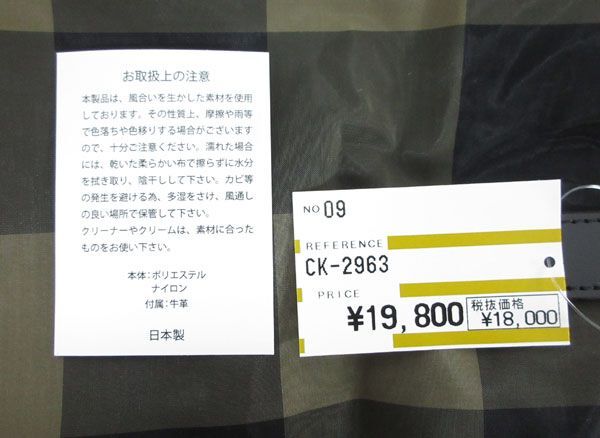 お取扱上の注意
本製品は、風合いを生かした素材を使用
しております。その性質上、摩擦や雨等
で色落ちや色移りする場合がございます
ので、十分ご注意ください。濡れた場合
には、乾いた柔らかい布で擦らずに水分
を拭き取り、陰干しして下さい。カビ等
の発生を避ける為、多湿をさけ、風通し
の良い場所で保管して下さい。
クリーナーやクリームは、素材に合った
ものをお使い下さい。
本体:ポリエステル
ナイロン
付属:牛革
日本製
NO 09
REFERENCE
CK-2963
PRICE
¥19,800
税抜価格
¥18,000